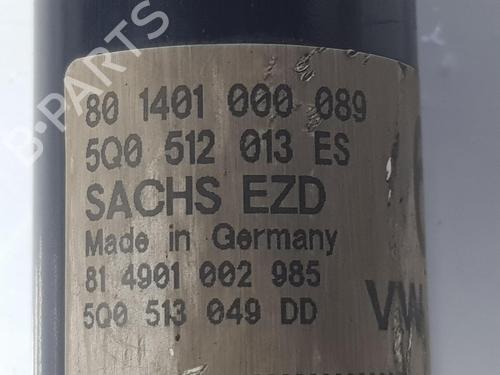 80 1401 000 089
5Q0 512 013 ES
SACHS EZD
Made in Germany
81 4901 002 985
5Q0 513 049 DD
VW
B-PARTS